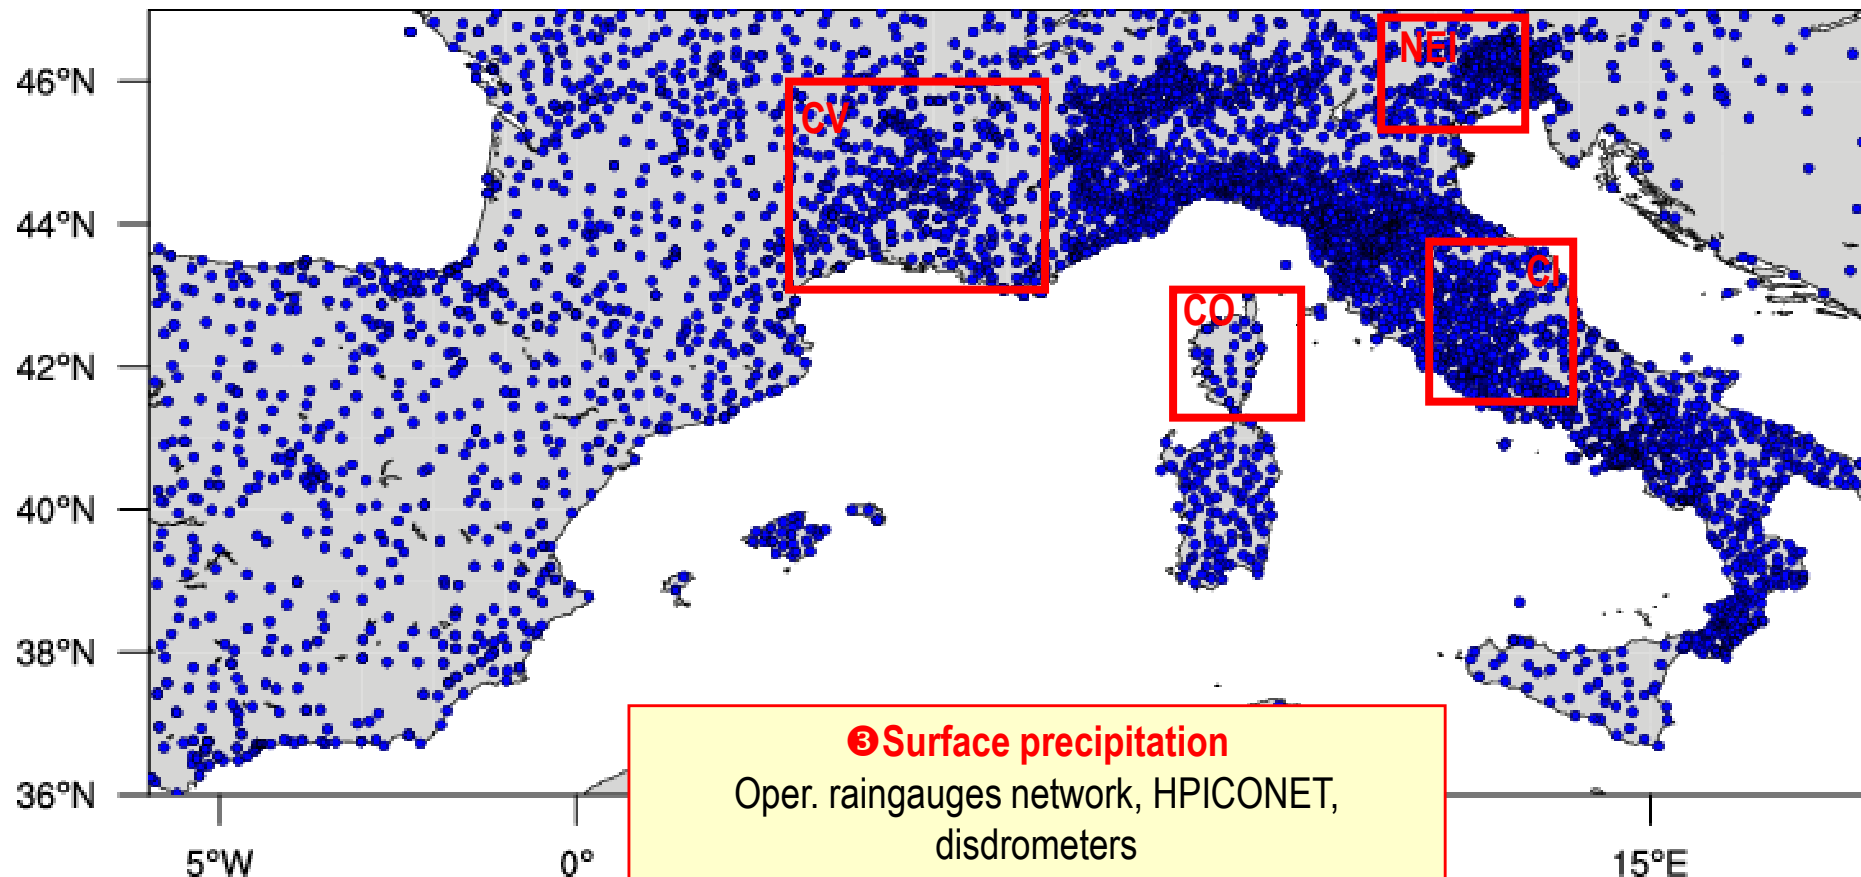 46°N
44°N
42°N
40°N
38°N
36°N
NEI
CV
CI
CO
❸Surface precipitation
Oper. raingauges network, HPICONET,
disdrometers
5°W
0°
15°E